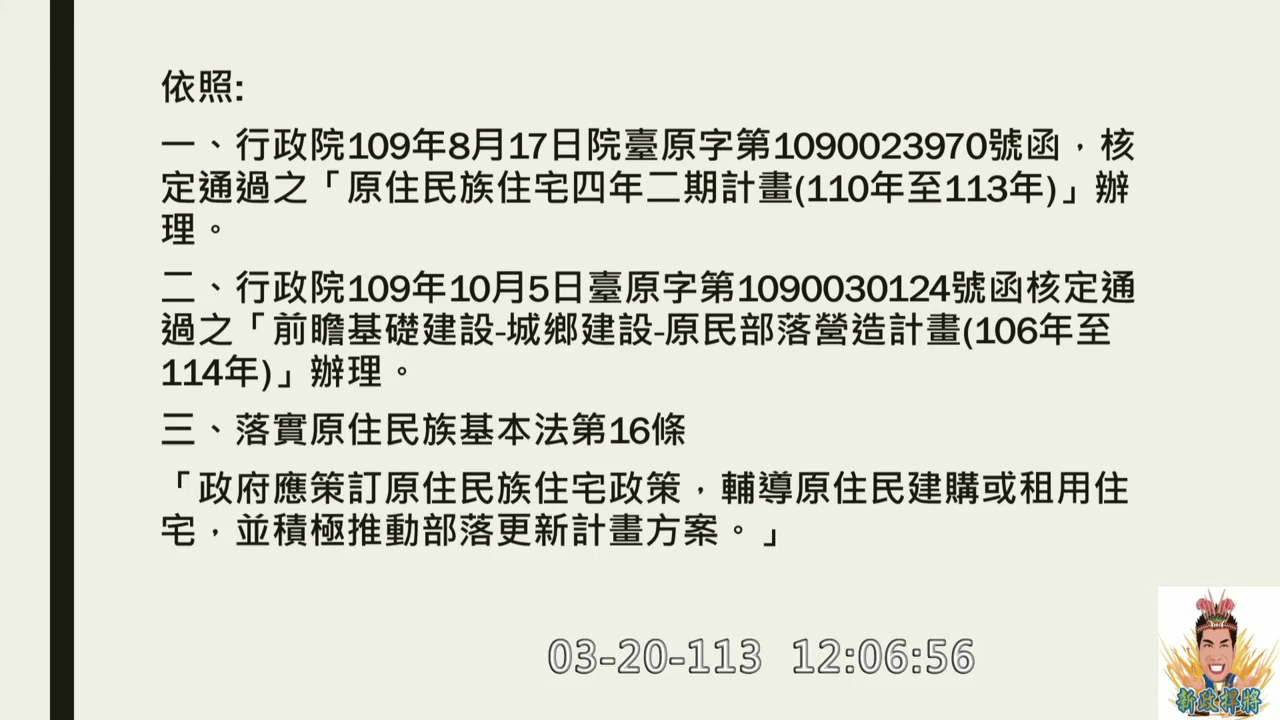 依照:
一、行政院109年8月17日院臺原字第1090023970號函，核
定通過之「原住民族住宅四年二期計畫(110年至113年)」辦
理。
二、行政院109年10月5日臺原字第1090030124號函核定通
過之「前瞻基礎建設-城鄉建設-原民部落營造計畫(106年至
114年)」辦理。
三、落實原住民族基本法第16條
「政府應策訂原住民族住宅政策，輔導原住民建購或租用住
宅，並積極推動部落更新計畫方案。」
03-20-113 12:06:56
新政捍將